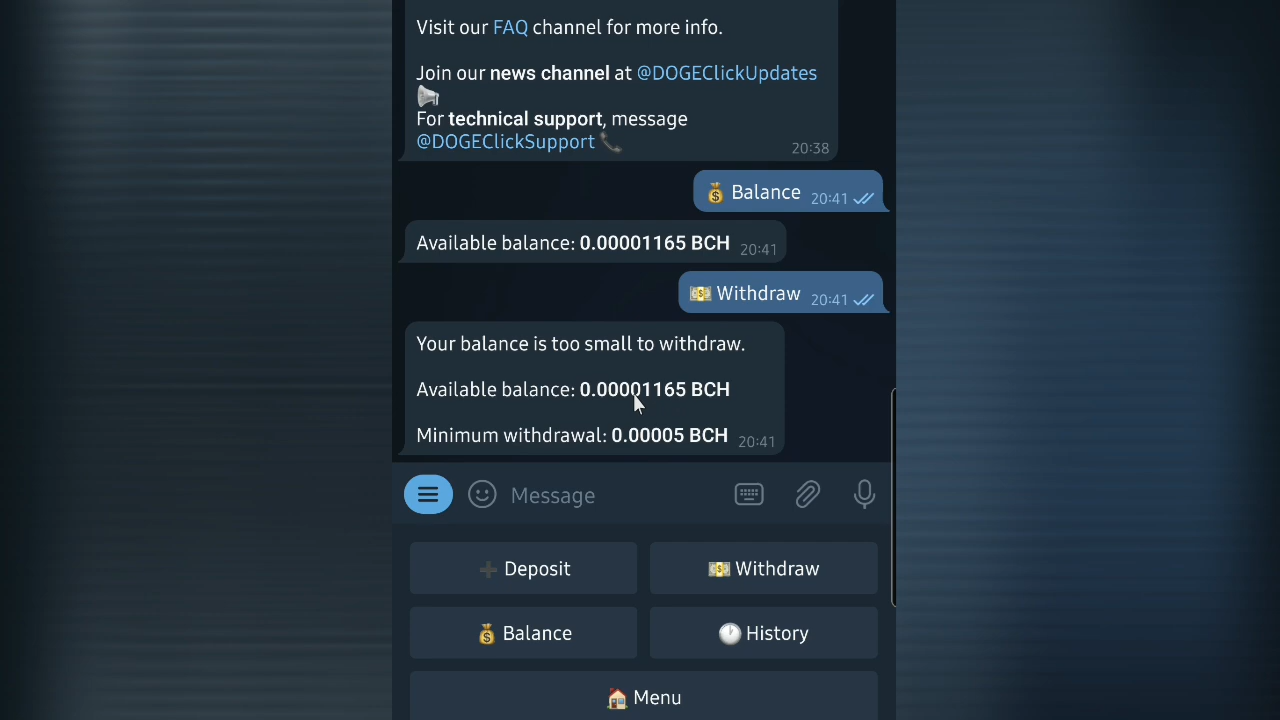 Visit our FAQ channel for more info.
Join our news channel at @DOGEClickUpdates
📢
For technical support, message
@DOGEClickSupport 📞
20:38
💰 Balance 20:41
Available balance: 0.00001165 BCH 20:41
💵 Withdraw 20:41
Your balance is too small to withdraw.
Available balance: 0.00001165 BCH
Minimum withdrawal: 0.00005 BCH 20:41
Message
➕ Deposit
💵 Withdraw
💰 Balance
🕐 History
🏠 Menu